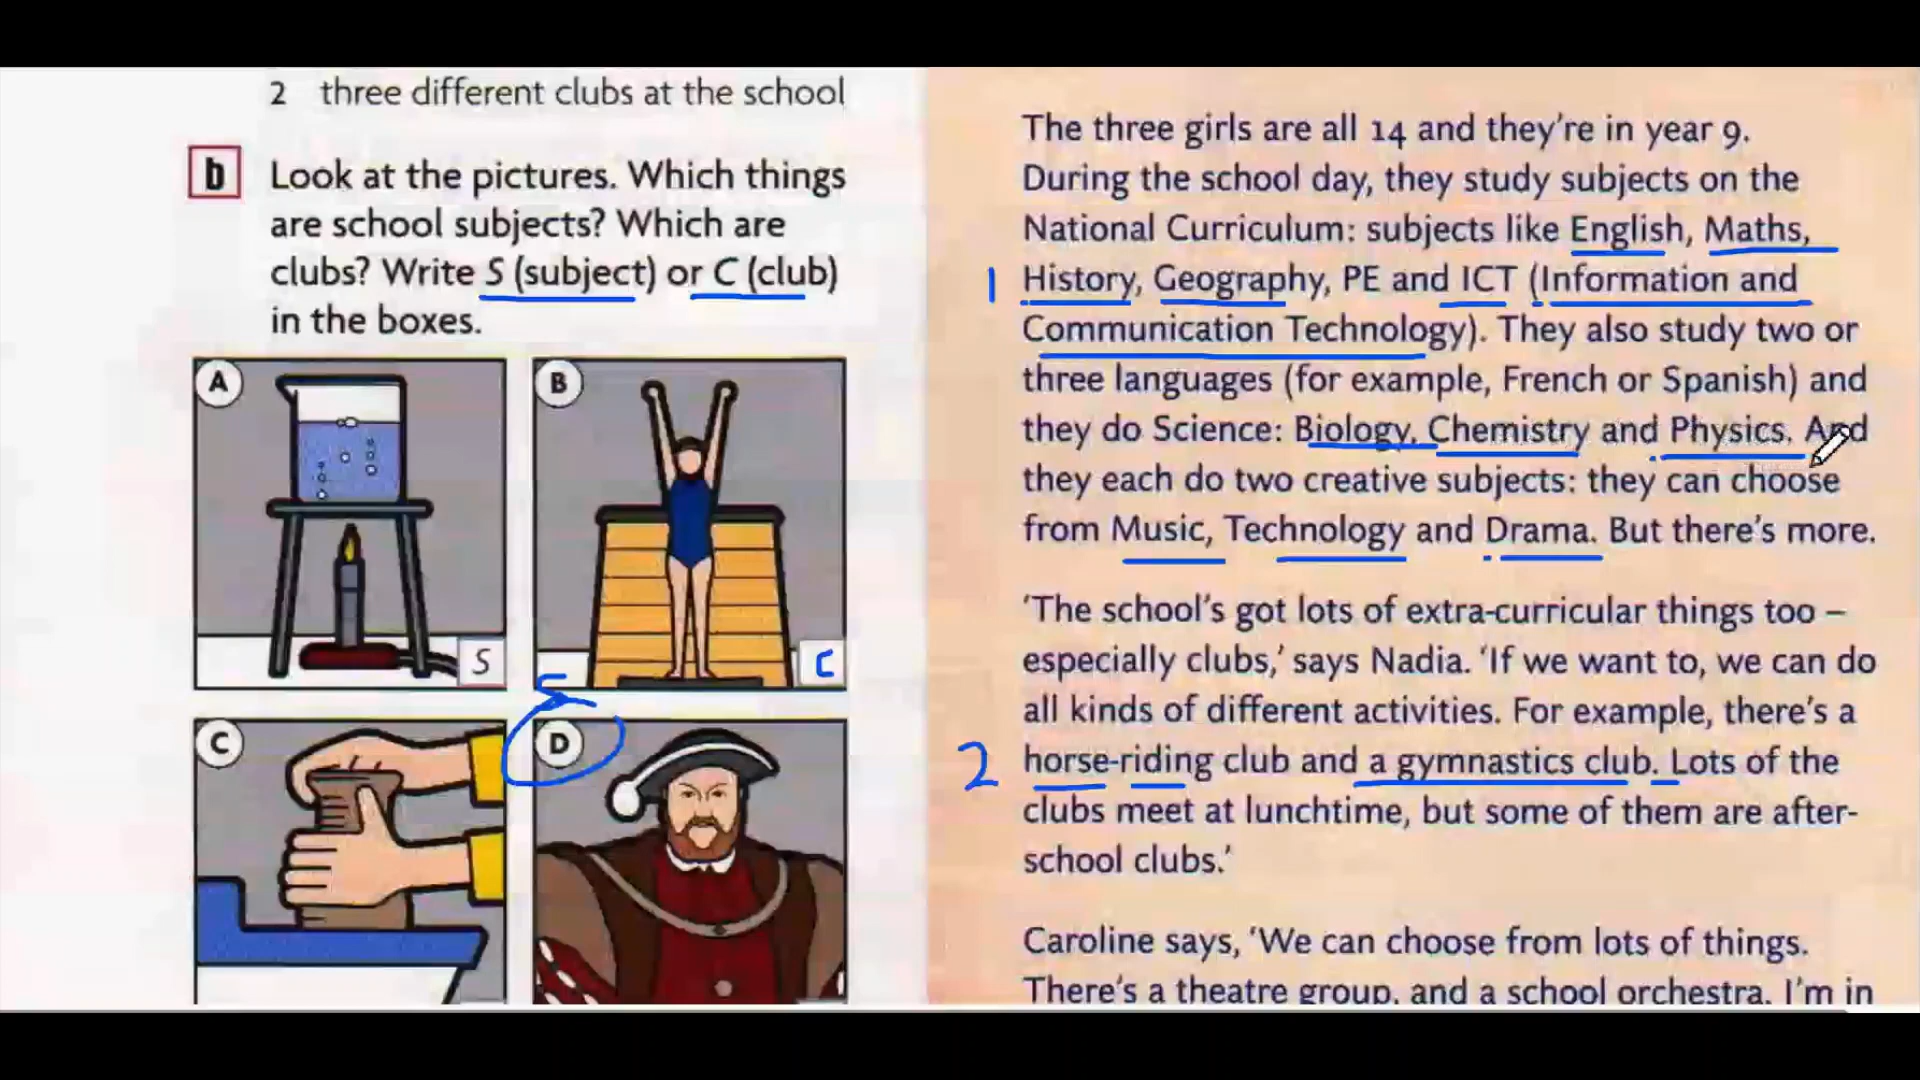 2 three different clubs at the school
b Look at the pictures. Which things
are school subjects? Which are
clubs? Write S (subject) or C (club)
in the boxes.
A
S
B
C
C
S
D
The three girls are all 14 and they're in year 9.
During the school day, they study subjects on the
National Curriculum: subjects like English, Maths,
1 History, Geography, PE and ICT (Information and
Communication Technology). They also study two or
three languages (for example, French or Spanish) and
they do Science: Biology, Chemistry and Physics. And
they each do two creative subjects: they can choose
from Music, Technology and Drama. But there's more.
'The school's got lots of extra-curricular things too –
especially clubs,' says Nadia. 'If we want to, we can do
all kinds of different activities. For example, there's a
2 horse-riding club and a gymnastics club. Lots of the
clubs meet at lunchtime, but some of them are after-
school clubs.'
Caroline says, 'We can choose from lots of things.
There's a theatre group, and a school orchestra. I'm in